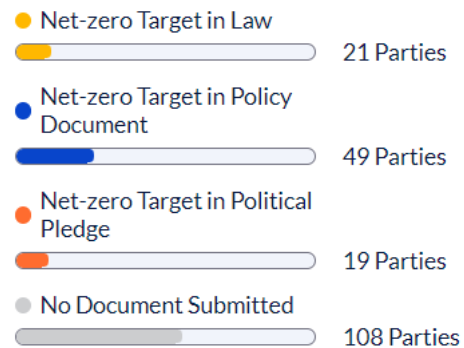 Net-zero Target in Law
21 Parties
Net-zero Target in Policy
Document
49 Parties
Net-zero Target in Political
Pledge
19 Parties
No Document Submitted
108 Parties